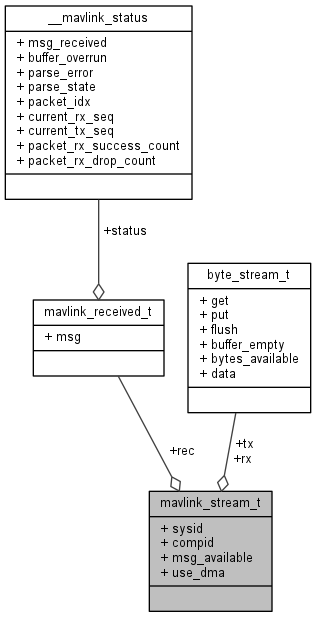 __mavlink_status
+ msg_received
+ buffer_overrun
+ parse_error
+ parse_state
+ packet_idx
+ current_rx_seq
+ current_tx_seq
+ packet_rx_success_count
+ packet_rx_drop_count
+status
mavlink_received_t
+ msg
byte_stream_t
+ get
+ put
+ flush
+ buffer_empty
+ bytes_available
+ data
+rec
+tx
+rx
mavlink_stream_t
+ sysid
+ compid
+ msg_available
+ use_dma